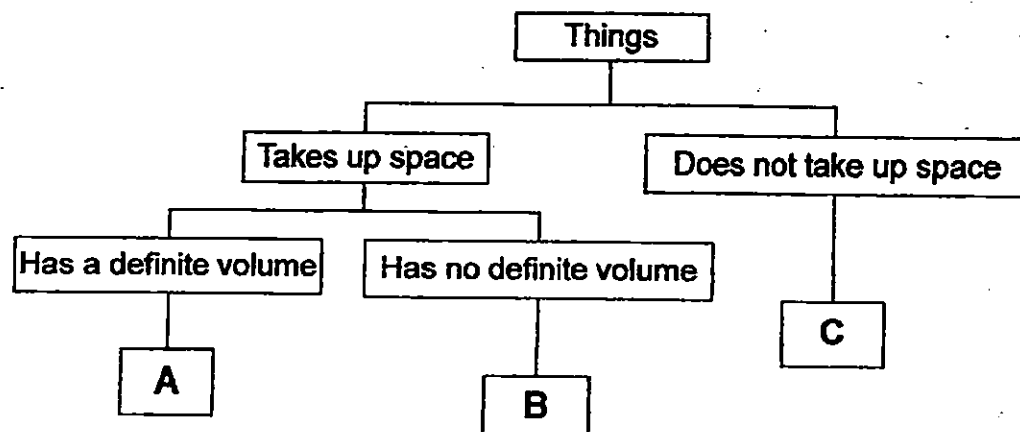 Things
Takes up space
Does not take up space
Has a definite volume
Has no definite volume
A
B
C